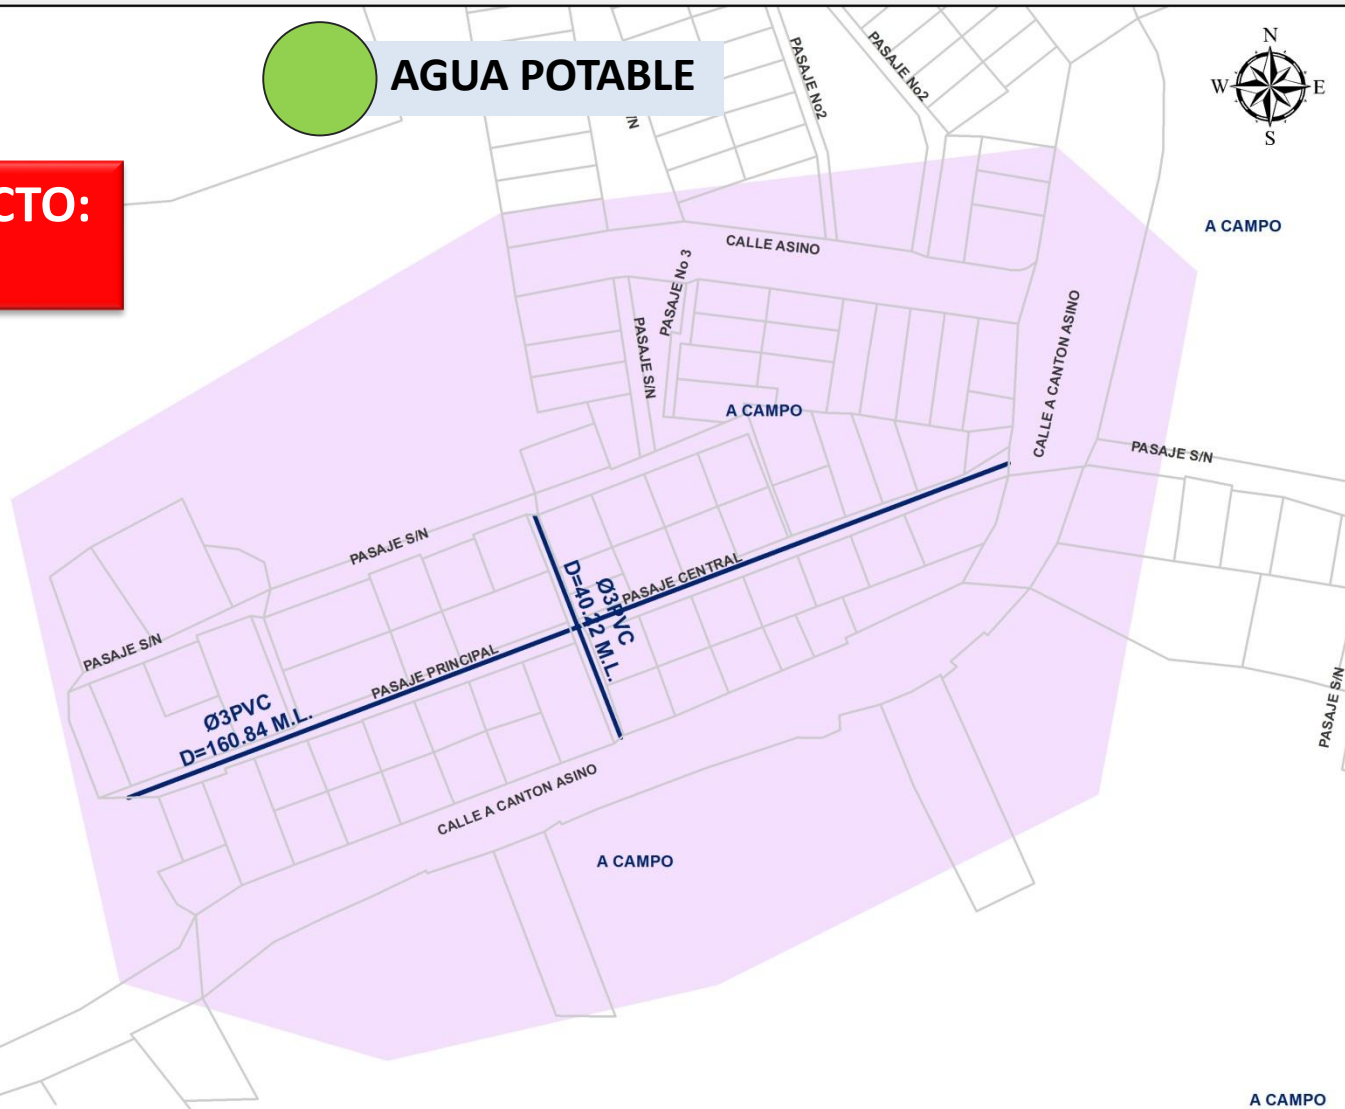 AGUA POTABLE
CTO:
N
W
E
S
PASAJE No2
PASAJE No2
/N
A CAMPO
CALLE ASINO
PASAJE No 3
PASAJE S/N
CALLE A CANTON ASINO
A CAMPO
PASAJE S/N
PASAJE S/N
Ø3PVC
D=40.22 M.L.
PASAJE CENTRAL
PASAJE S/N
PASAJE PRINCIPAL
Ø3PVC
D=160.84 M.L.
PASAJE S/N
CALLE A CANTON ASINO
A CAMPO
A CAMPO